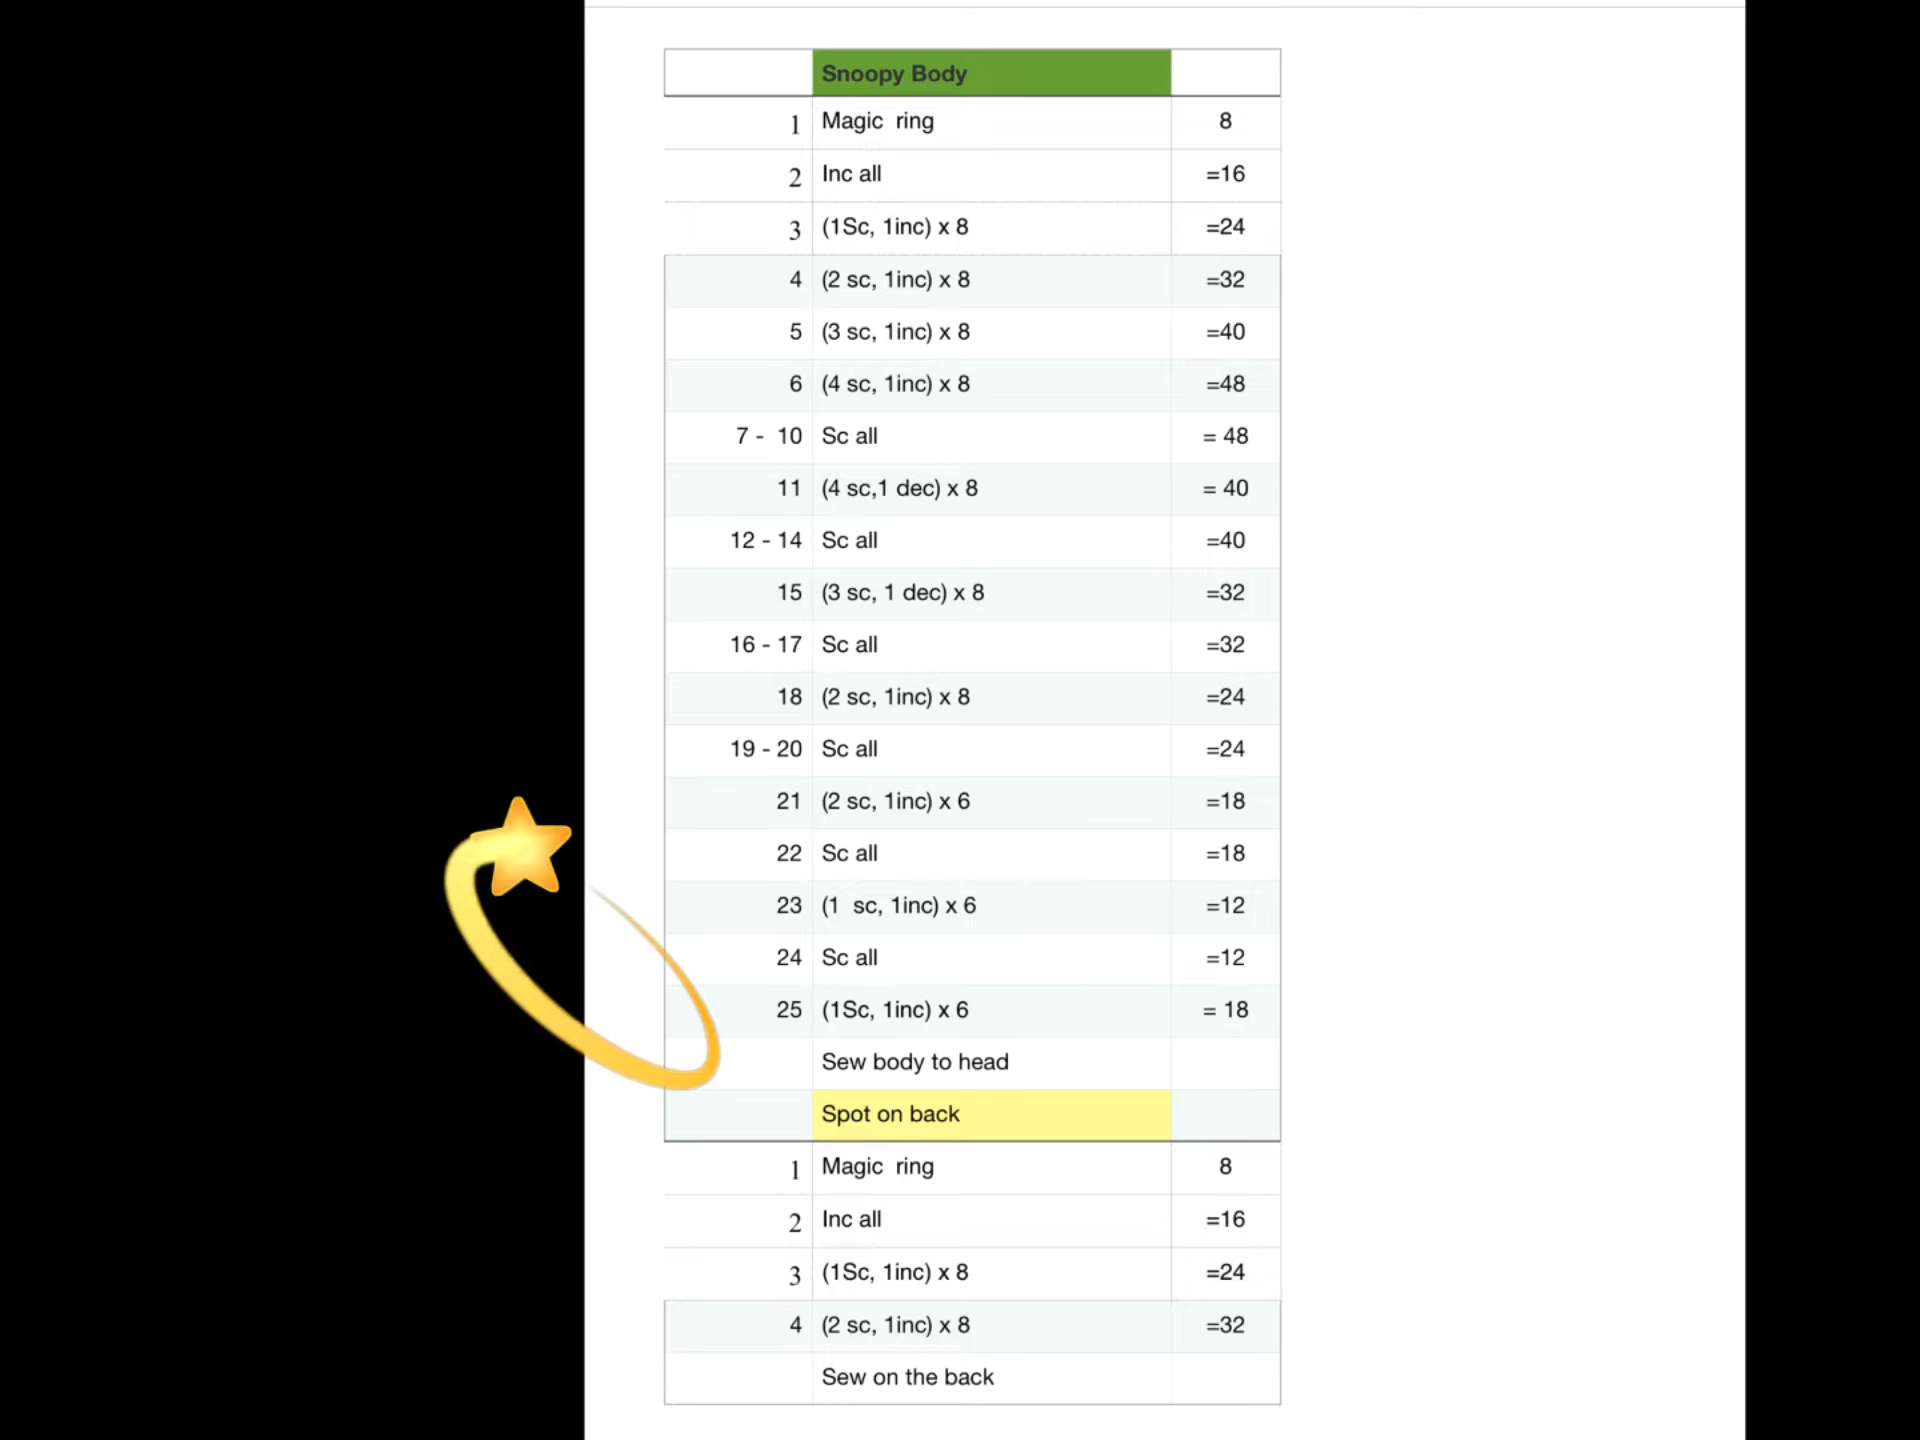 Snoopy Body
1 Magic ring 8
2 Inc all =16
3 (1Sc, 1inc) x 8 =24
4 (2 sc, 1inc) x 8 =32
5 (3 sc, 1inc) x 8 =40
6 (4 sc, 1inc) x 8 =48
7 - 10 Sc all = 48
11 (4 sc,1 dec) x 8 = 40
12 - 14 Sc all =40
15 (3 sc, 1 dec) x 8 =32
16 - 17 Sc all =32
18 (2 sc, 1inc) x 8 =24
19 - 20 Sc all =24
21 (2 sc, 1inc) x 6 =18
22 Sc all =18
23 (1 sc, 1inc) x 6 =12
24 Sc all =12
25 (1Sc, 1inc) x 6 = 18
Sew body to head
Spot on back
1 Magic ring 8
2 Inc all =16
3 (1Sc, 1inc) x 8 =24
4 (2 sc, 1inc) x 8 =32
Sew on the back